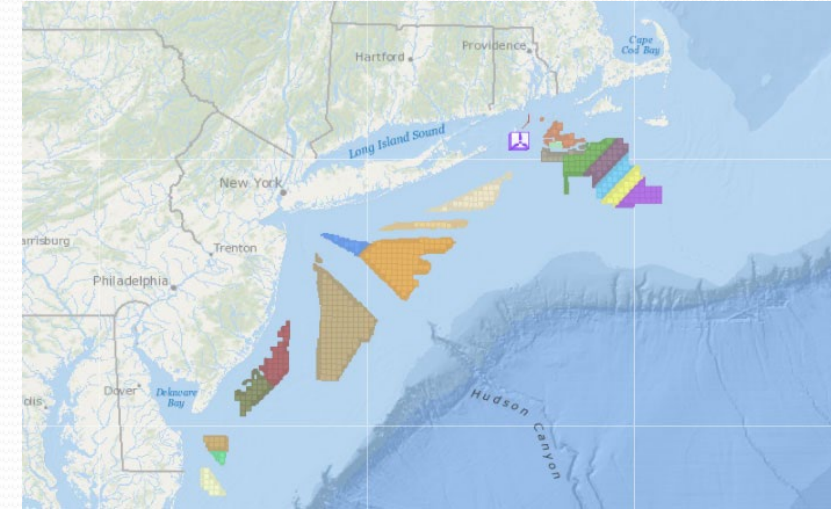 Cape
Cod Bay
Providence
Hartford
Long Island Sound
New York
arrisburg
Trenton
Philadelphia
Dover
Delaware
Bay
olis
Hudson Canyon